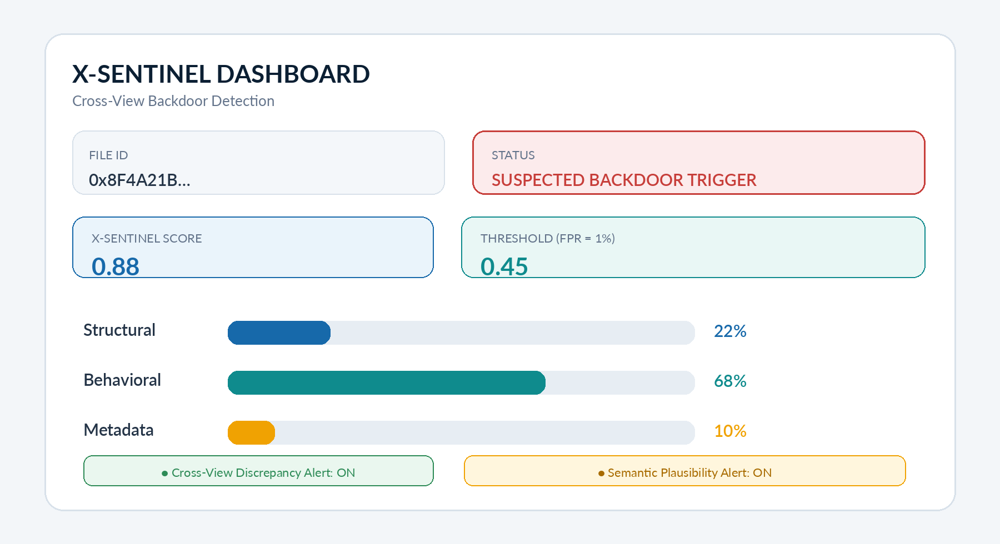 X-SENTINEL DASHBOARD
Cross-View Backdoor Detection
FILE ID
0x8F4A21B...
STATUS
SUSPECTED BACKDOOR TRIGGER
X-SENTINEL SCORE
0.88
THRESHOLD (FPR = 1%)
0.45
Structural
22%
Behavioral
68%
Metadata
10%
● Cross-View Discrepancy Alert: ON
● Semantic Plausibility Alert: ON